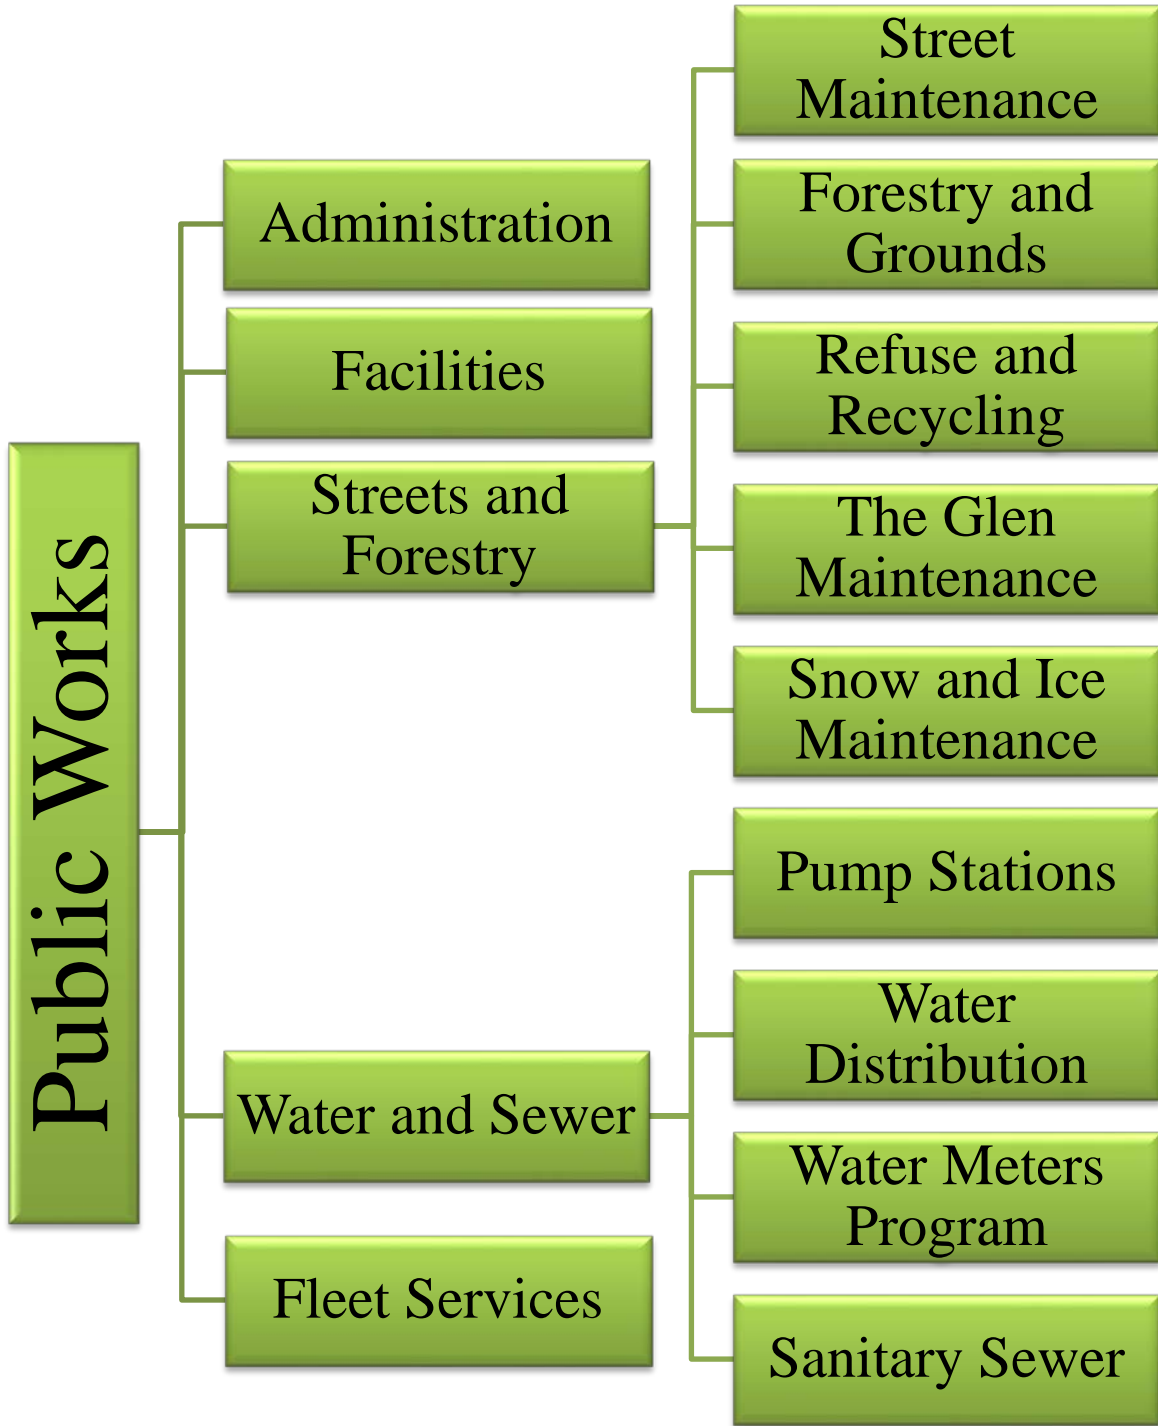 Public Works
Administration
Facilities
Streets and
Forestry
Street
Maintenance
Forestry and
Grounds
Refuse and
Recycling
The Glen
Maintenance
Snow and Ice
Maintenance
Water and Sewer
Pump Stations
Water
Distribution
Water Meters
Program
Sanitary Sewer
Fleet Services